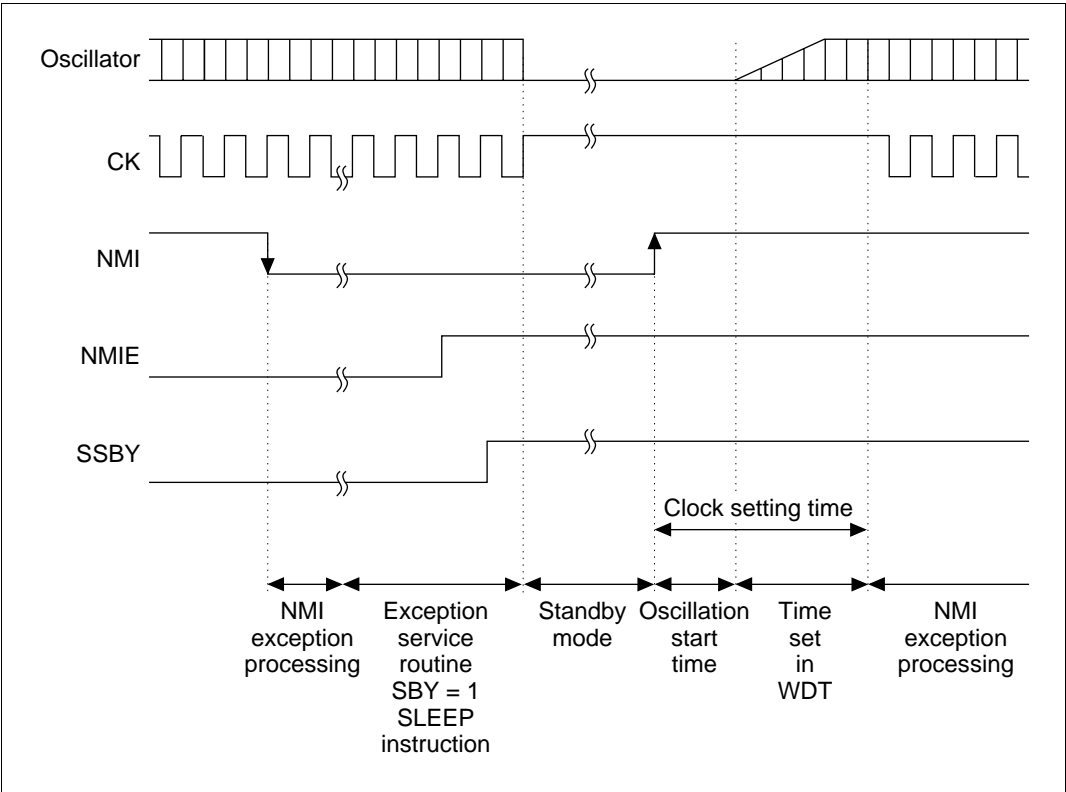 Oscillator
CK
NMI
NMIE
SSBY
Clock setting time
NMI
exception
processing
Exception
service
routine
SBY = 1
SLEEP
instruction
Standby
mode
Oscillation
start
time
Time
set
in
WDT
NMI
exception
processing